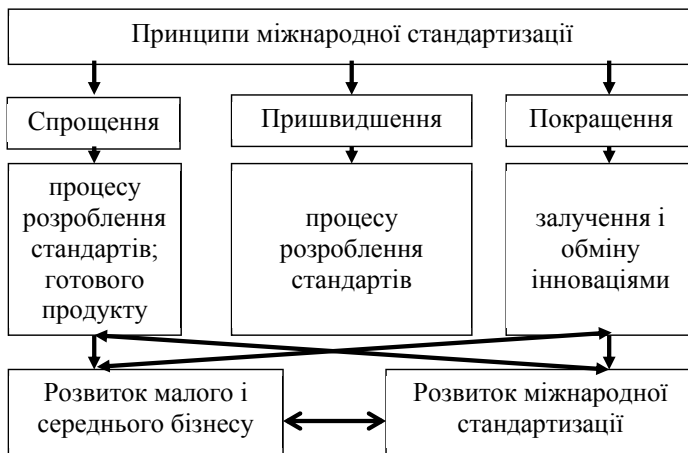 Принципи міжнародної стандартизації
Спрощення
Пришвидшення
Покращення
процесу
розроблення
стандартів;
готового
продукту
процесу
розроблення
стандартів
залучення і
обміну
інноваціями
Розвиток малого і
середнього бізнесу
Розвиток міжнародної
стандартизації